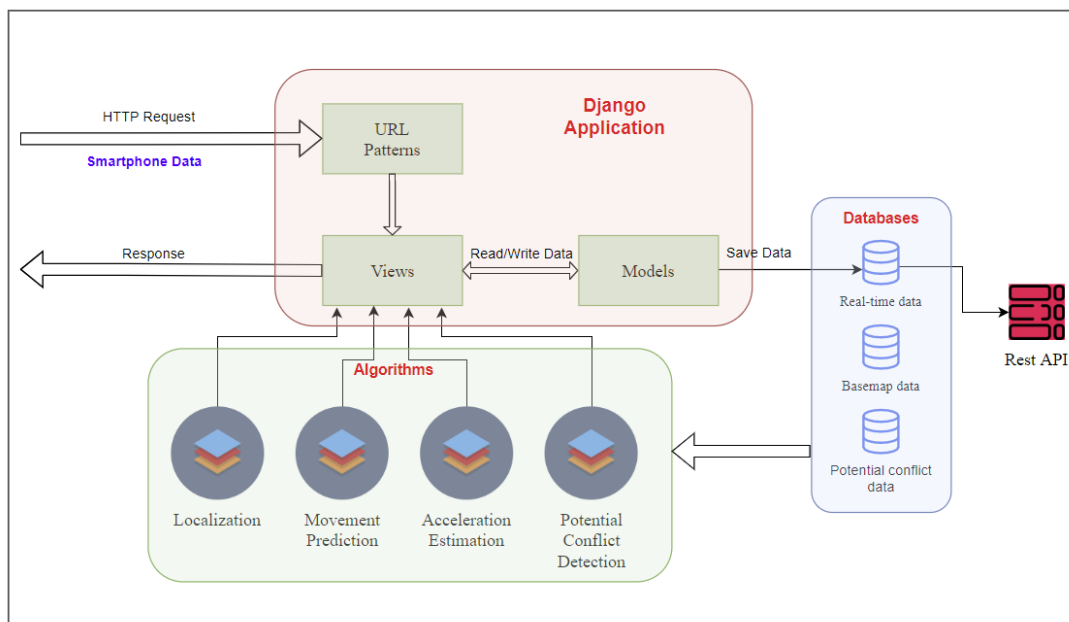 Django
Application
HTTP Request
URL
Patterns
Smartphone Data
Databases
Response
Views
Read/Write Data
Models
Save Data
Real-time data
Rest API
Algorithms
Basemap data
Potential conflict
data
Localization
Movement
Prediction
Acceleration
Estimation
Potential
Conflict
Detection